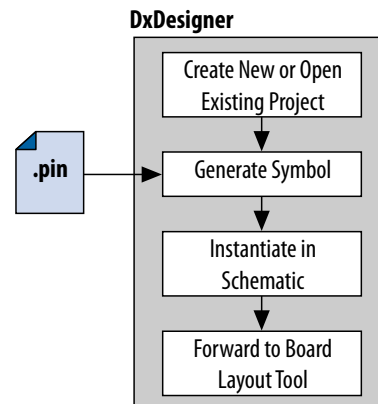 DxDesigner
Create New or Open
Existing Project
.pin
Generate Symbol
Instantiate in
Schematic
Forward to Board
Layout Tool